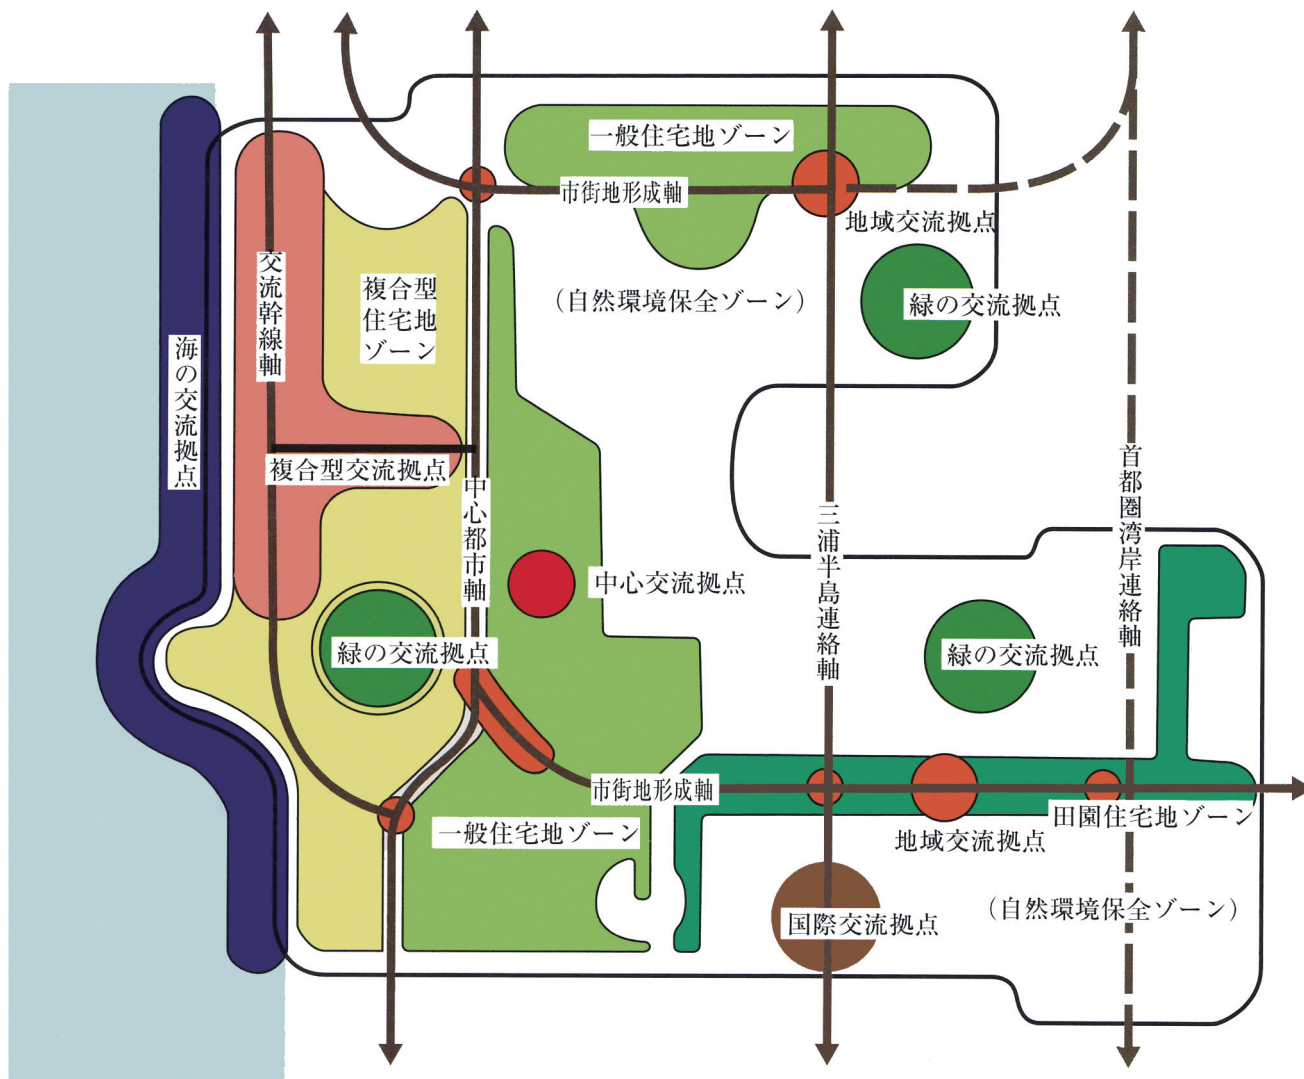 一般住宅地ゾーン
市街地形成軸
地域交流拠点
交流幹線軸
複合型
住宅地
ゾーン
(自然環境保全ゾーン)
緑の交流拠点
海の交流拠点
複合型交流拠点
中心都市軸
三浦半島連絡軸
首都圏湾岸連絡軸
中心交流拠点
緑の交流拠点
緑の交流拠点
市街地形成軸
田園住宅地ゾーン
一般住宅地ゾーン
地域交流拠点
国際交流拠点
(自然環境保全ゾーン)